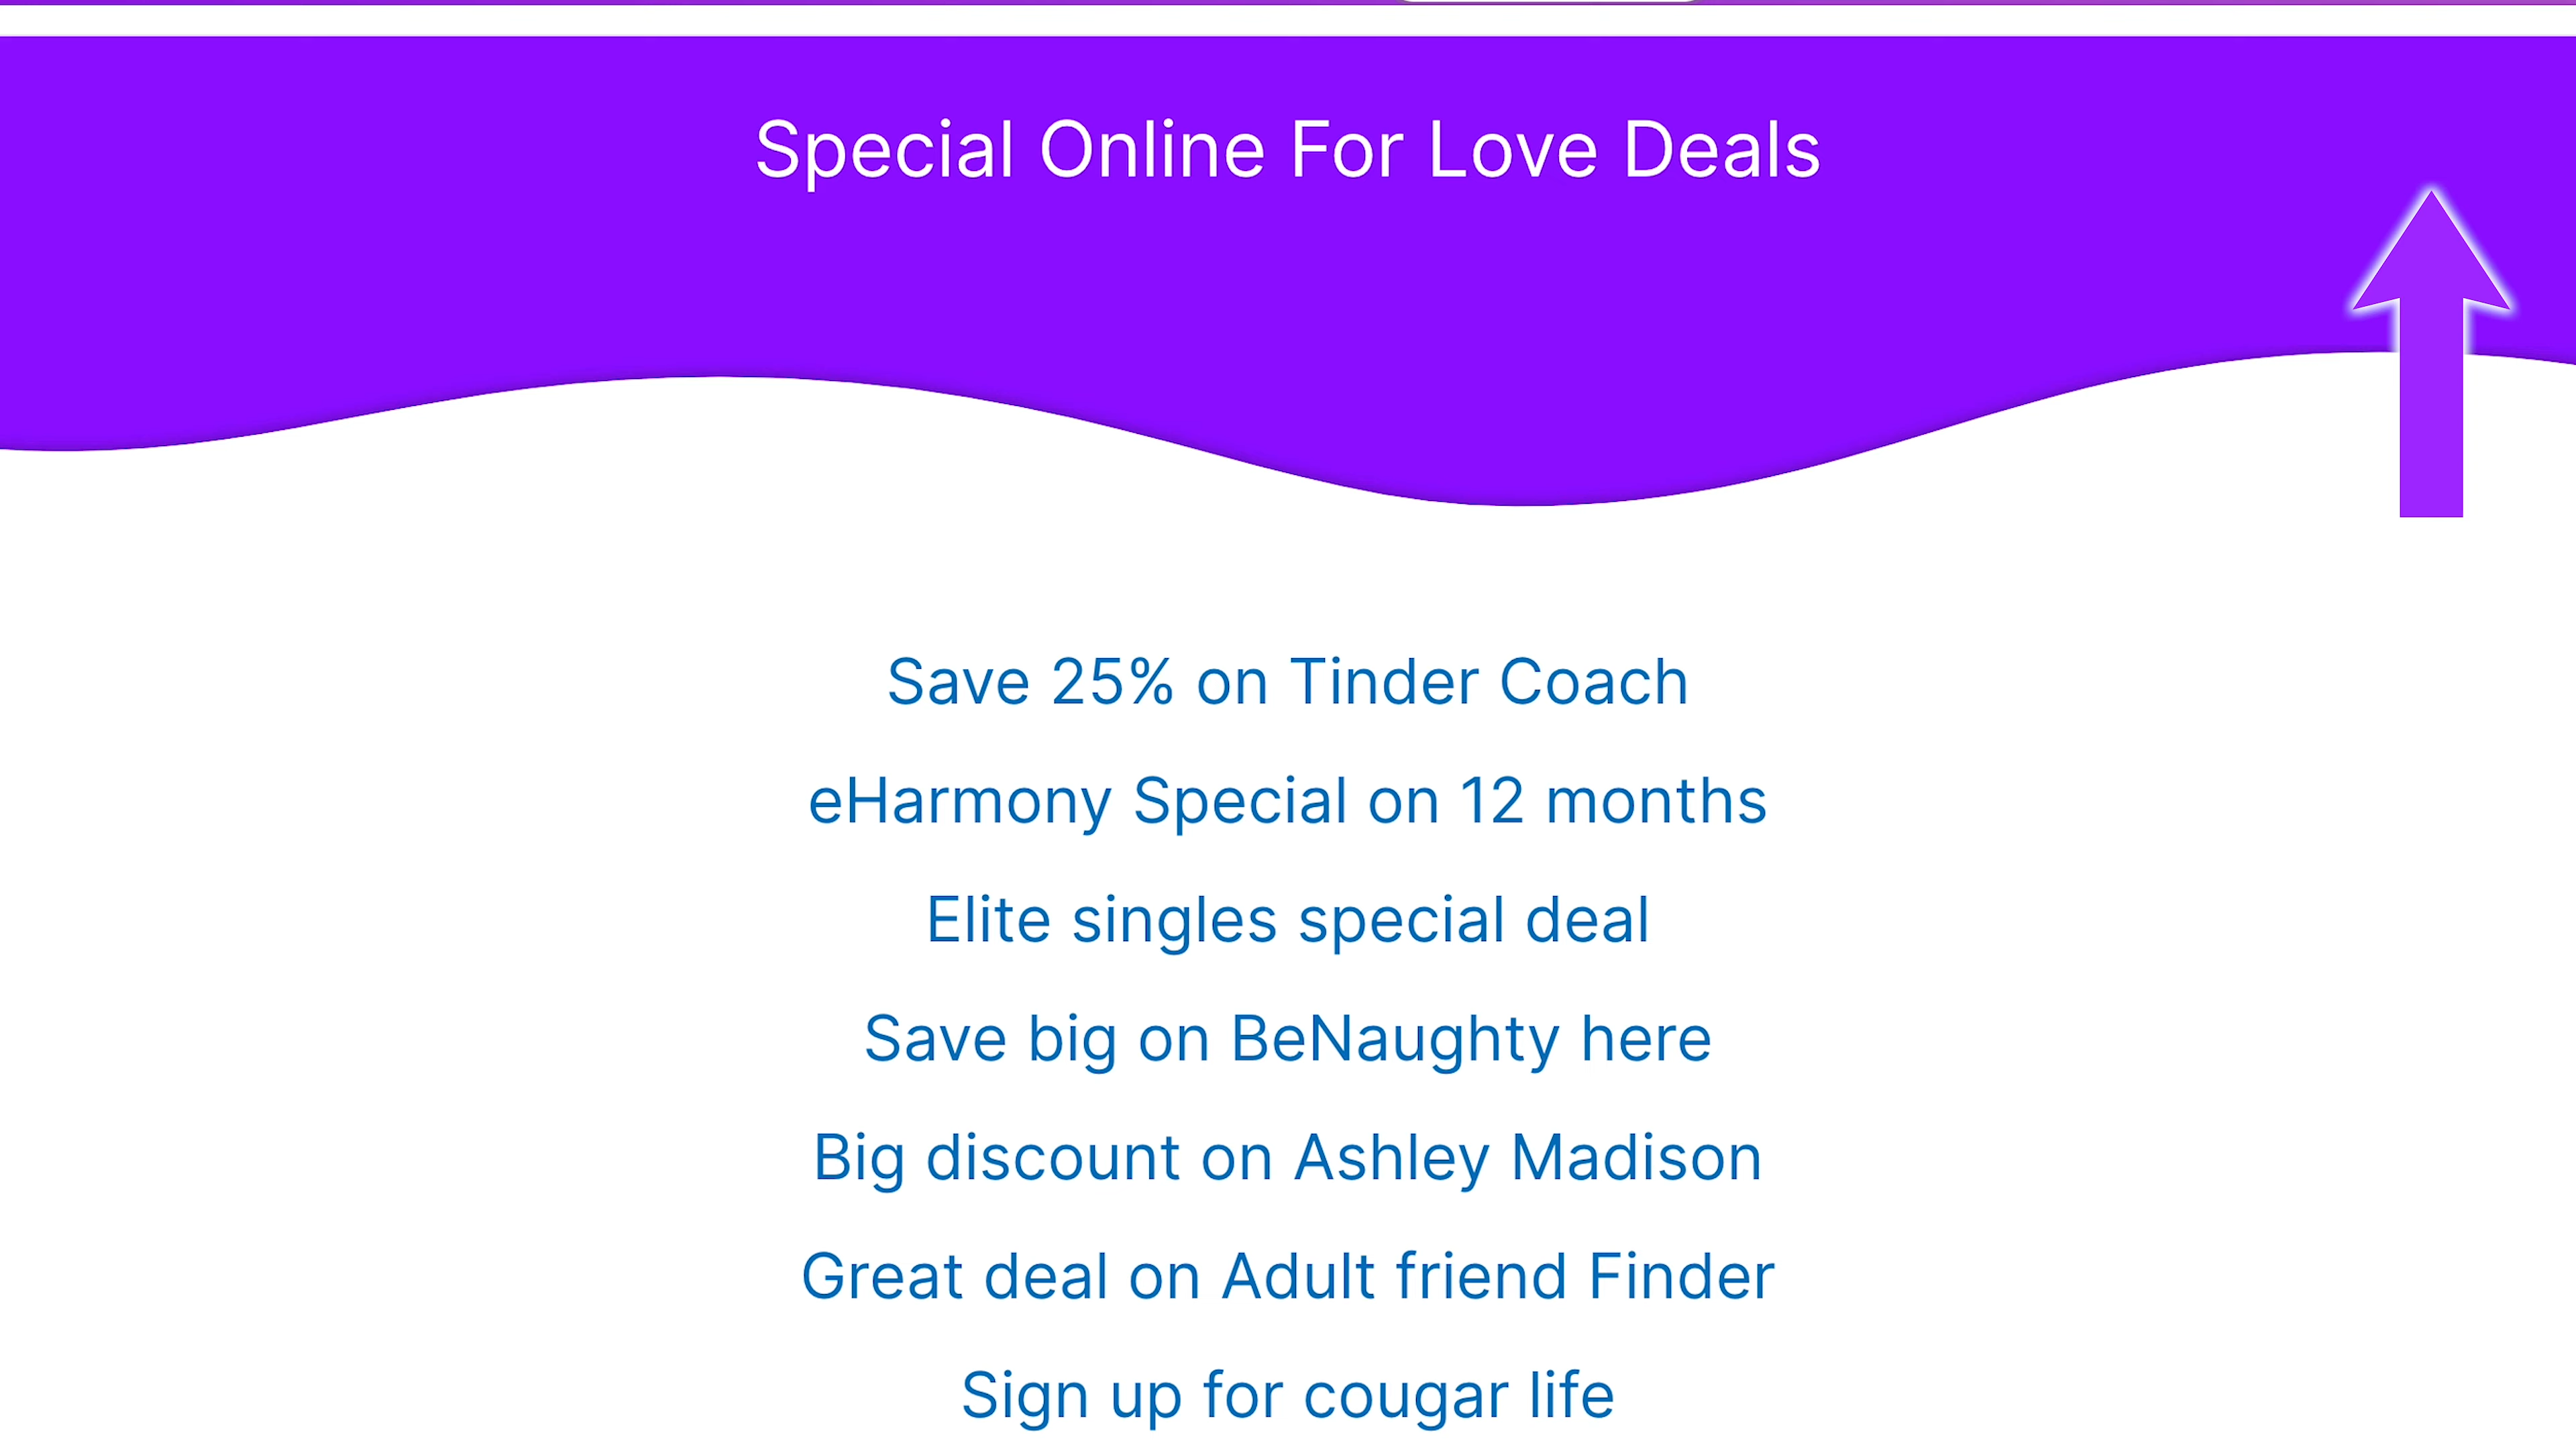 Special Online For Love Deals
Save 25% on Tinder Coach
eHarmony Special on 12 months
Elite singles special deal
Save big on BeNaughty here
Big discount on Ashley Madison
Great deal on Adult friend Finder
Sign up for cougar life